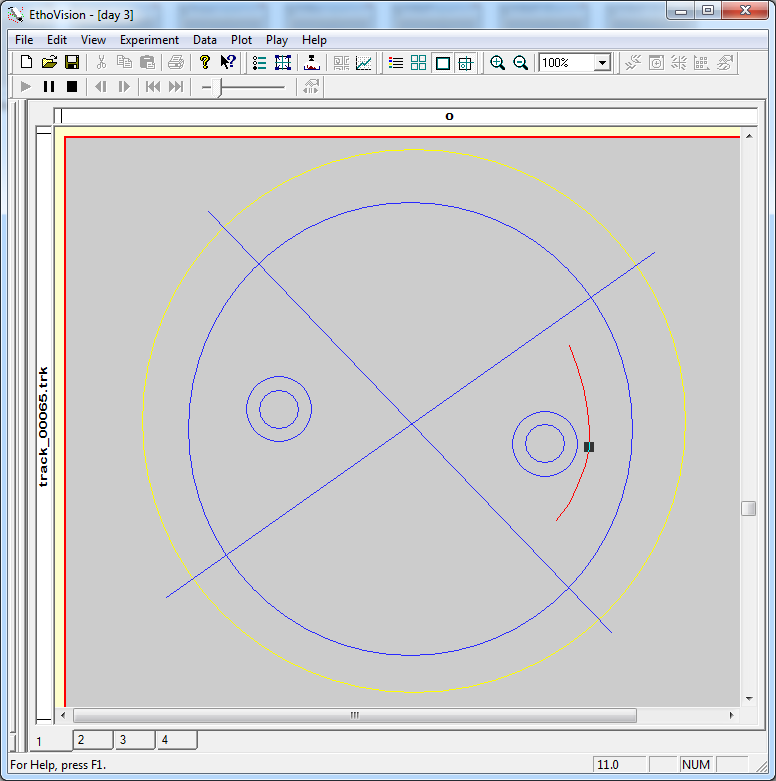 EthoVision - [day 3]
File Edit View Experiment Data Plot Play Help
100%
o
track_00065.trk
1 2 3 4
For Help, press F1.
11.0
NUM